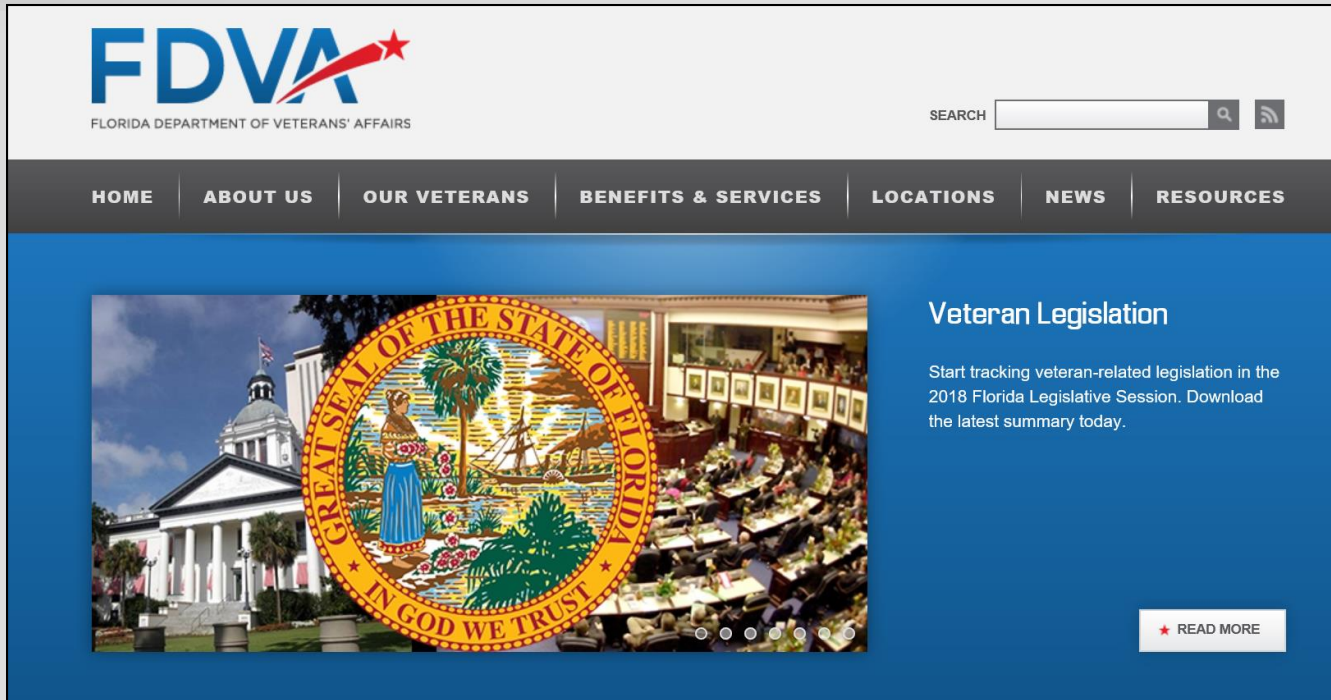 FDVA
FLORIDA DEPARTMENT OF VETERANS' AFFAIRS
SEARCH
HOME
ABOUT US
OUR VETERANS
BENEFITS & SERVICES
LOCATIONS
NEWS
RESOURCES
GREAT SEAL OF THE STATE OF FLORIDA
IN GOD WE TRUST
Veteran Legislation
Start tracking veteran-related legislation in the
2018 Florida Legislative Session. Download
the latest summary today.
READ MORE